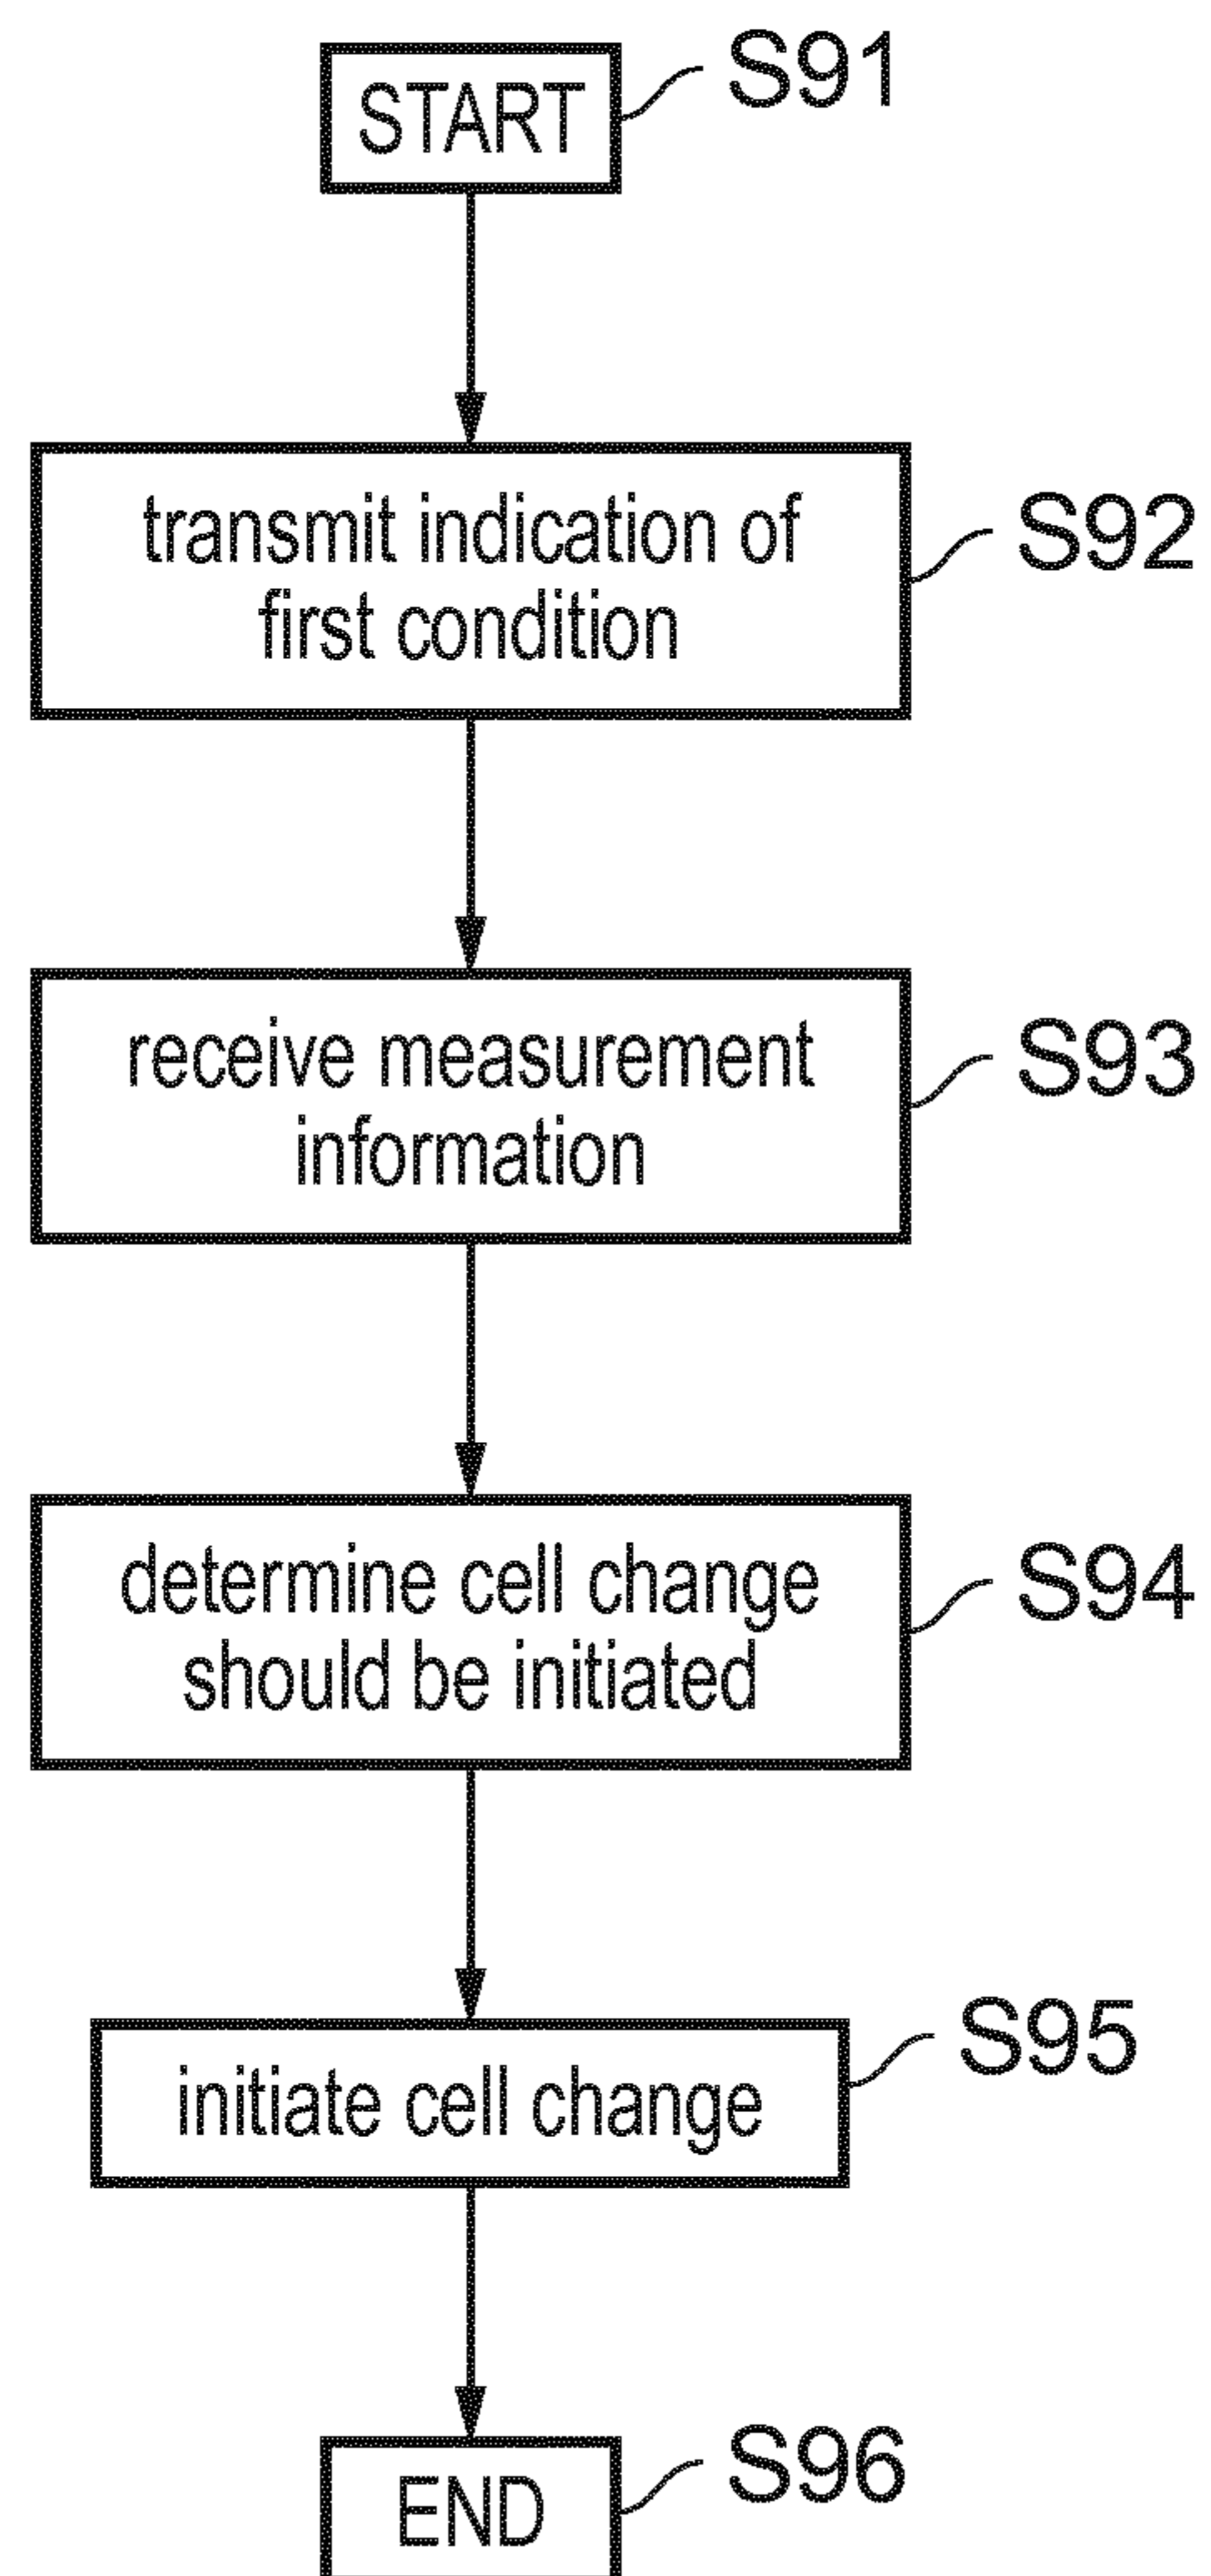 START
S91
transmit indication of
first condition
S92
receive measurement
information
S93
determine cell change
should be initiated
S94
initiate cell change
S95
END
S96